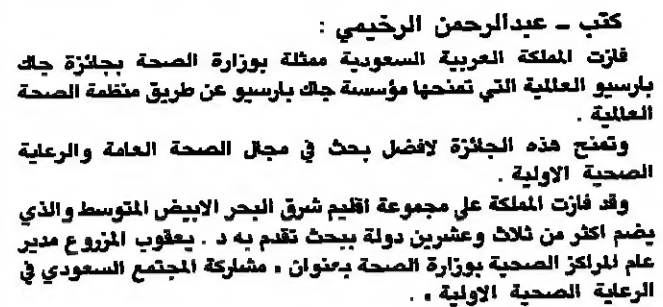 كتب ـ عبدالرحمن الرخيمي :
فازت المملكة العربية السعودية ممثلة بوزارة الصحة بجائزة جاك
بارسيو العالمية التي تمنحها مؤسسة جاك بارسيو عن طريق منظمة الصحة
العالمية .
وتمنح هذه الجائزة لافضل بحث في مجال الصحة العامة والرعاية
الصحية الاولية .
وقد فازت المملكة على مجموعة اقليم شرق البحر الابيض المتوسط والذي
يضم اكثر من ثلاث وعشرين دولة ببحث تقدم به د . يعقوب المزروع مدير
عام المراكز الصحية بوزارة الصحة بعنوان « مشاركة المجتمع السعودي في
الرعاية الصحية الاولية » .